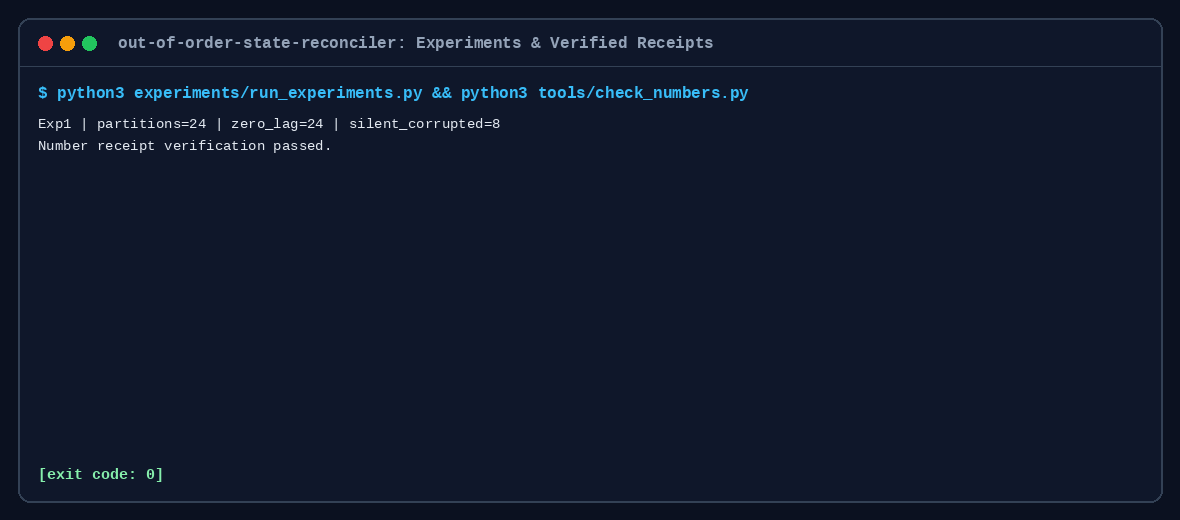 out-of-order-state-reconciler: Experiments & Verified Receipts
$ python3 experiments/run_experiments.py && python3 tools/check_numbers.py
Exp1 | partitions=24 | zero_lag=24 | silent_corrupted=8
Number receipt verification passed.
[exit code: 0]